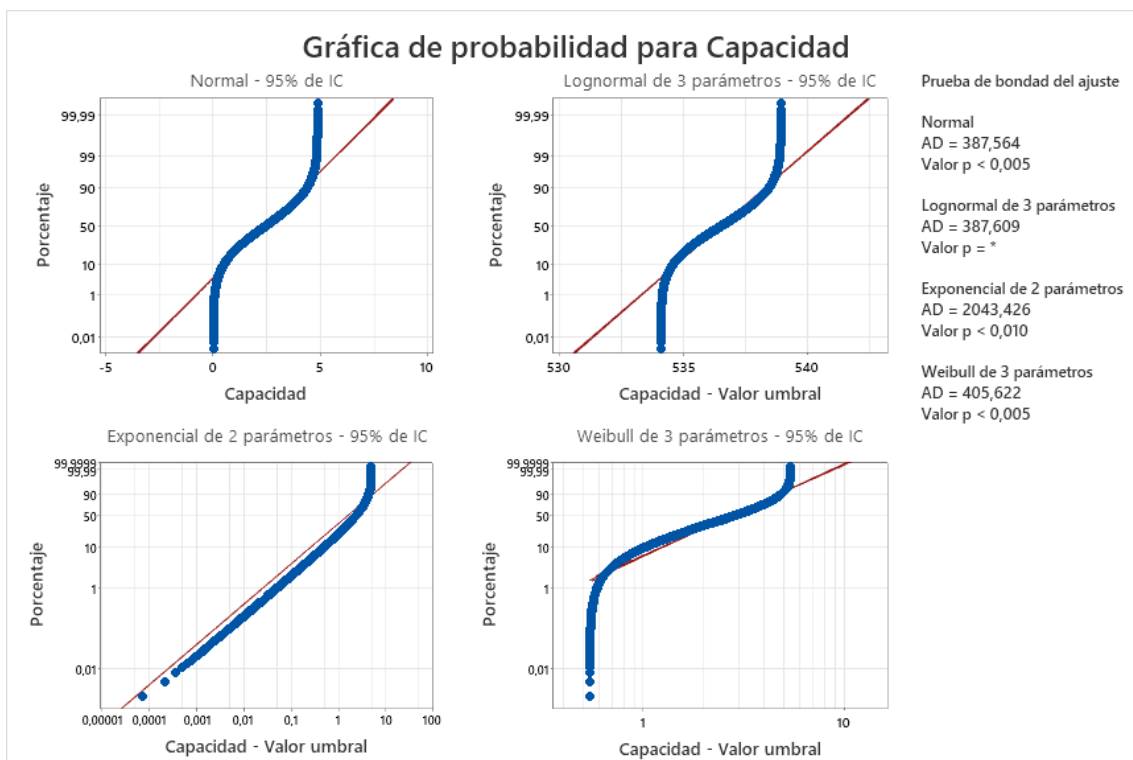 Gráfica de probabilidad para Capacidad
Normal - 95% de IC
Porcentaje
99,99
99
90
50
10
1
0,01
-5 0 5 10
Capacidad
Lognormal de 3 parámetros - 95% de IC
Porcentaje
99,99
99
90
50
10
1
0,01
530 535 540
Capacidad - Valor umbral
Exponencial de 2 parámetros - 95% de IC
Porcentaje
99,9999
99,99
90
50
10
1
0,01
0,00001 0,0001 0,001 0,01 0,1 1 10 100
Capacidad - Valor umbral
Weibull de 3 parámetros - 95% de IC
Porcentaje
99,9999
99,99
90
50
10
1
0,01
1 10
Capacidad - Valor umbral
Prueba de bondad del ajuste
Normal
AD = 387,564
Valor p < 0,005
Lognormal de 3 parámetros
AD = 387,609
Valor p = *
Exponencial de 2 parámetros
AD = 2043,426
Valor p < 0,010
Weibull de 3 parámetros
AD = 405,622
Valor p < 0,005